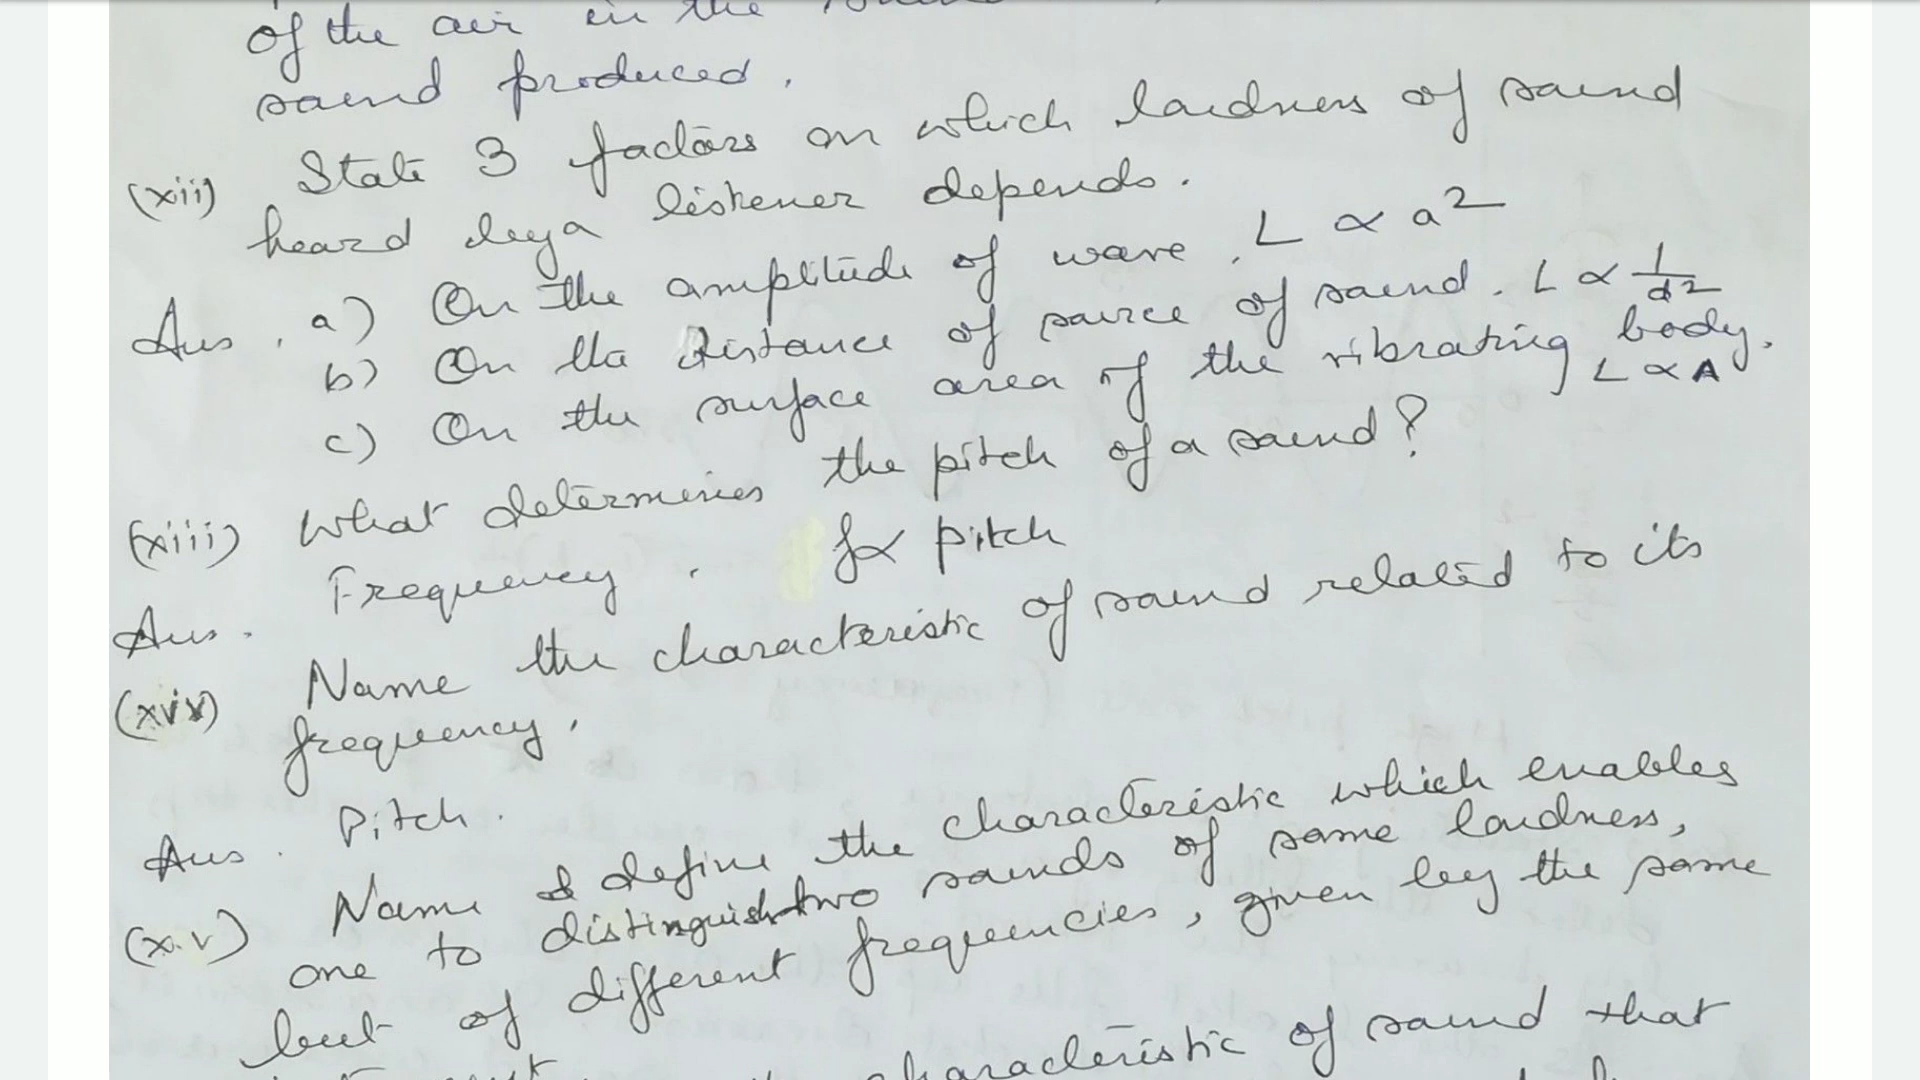 of the air in the
sound produced.
(xii) State 3 factors on which loudness of sound
heard by a listener depends.
Ans. a) On the amplitude of wave. L ∝ a²
b) On the distance of source of sound. L ∝ 1/d²
c) On the surface area of the vibrating body. L ∝ A
(xiii) What determines the pitch of a sound?
Ans. Frequency. f ∝ pitch
(xiv) Name the characteristic of sound related to its
frequency.
Ans. Pitch.
(xv) Name & define the characteristic which enables
one to distinguish two sounds of same loudness,
but of different frequencies, given by the same
characteristic of sound that